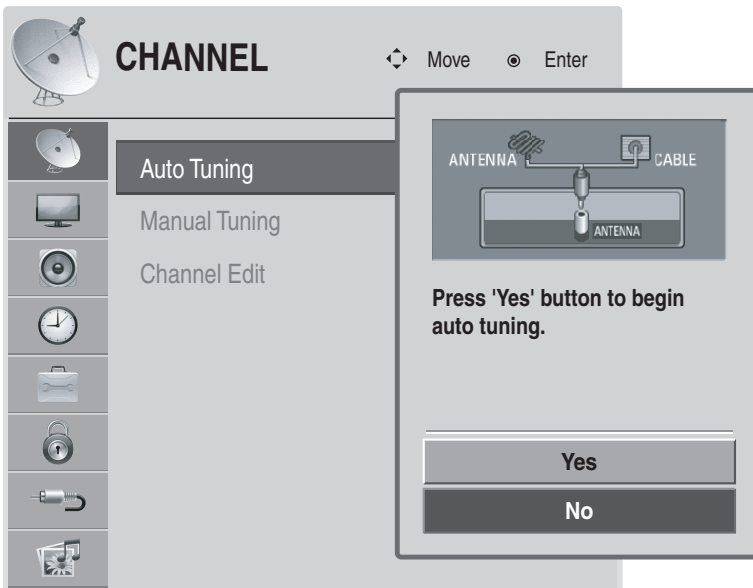 CHANNEL
Move Enter
Auto Tuning
Manual Tuning
Channel Edit
ANTENNA CABLE
ANTENNA
Press 'Yes' button to begin
auto tuning.
Yes
No